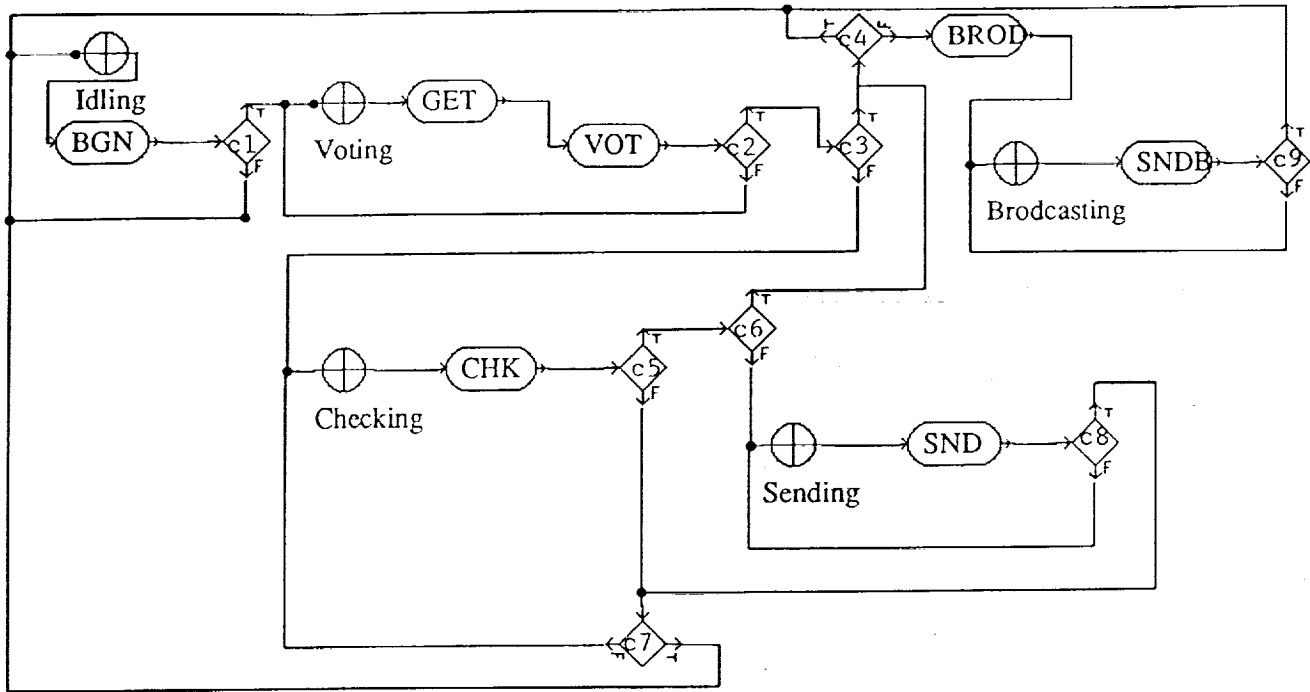 T c4 F BROD
Idling
BGN c1 T F
Voting GET VOT c2 T F c3 T F
SNDB c9 T F
Brodcasting
c6 T F
CHK c5 T F
Checking
SND c8 T F
Sending
F c7 T